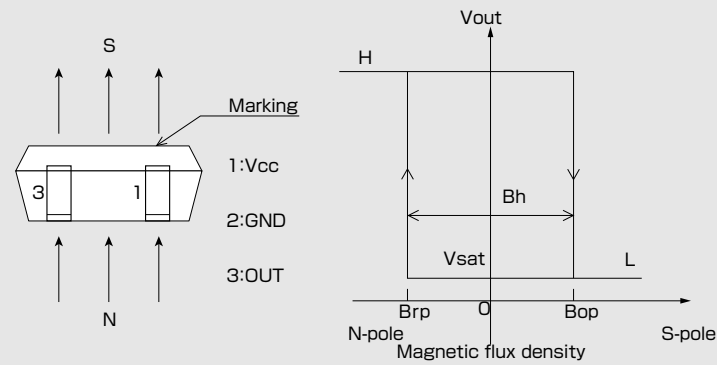 S
Marking
3
1
1:Vcc
2:GND
3:OUT
N
Vout
H
Bh
Vsat
L
Brp
0
Bop
N-pole
S-pole
Magnetic flux density